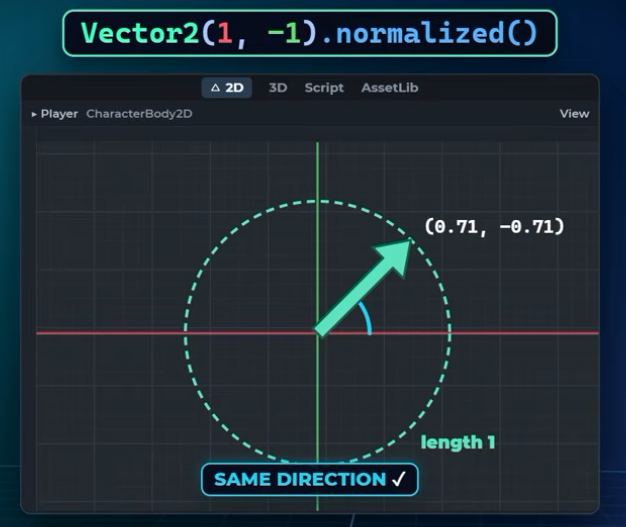 Vector2(1, −1).normalized()
2D 3D Script AssetLib
Player CharacterBody2D View
(0.71, −0.71)
length 1
SAME DIRECTION ✓